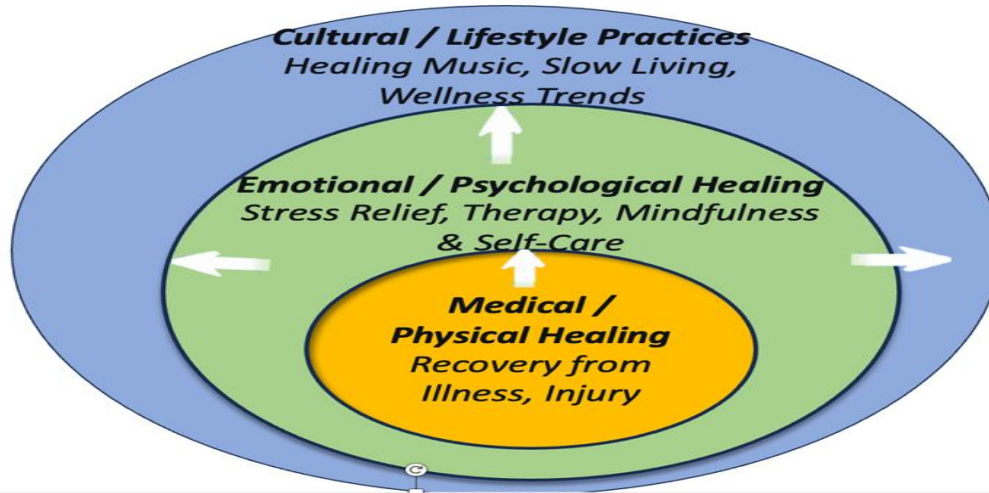 Cultural / Lifestyle Practices
Healing Music, Slow Living,
Wellness Trends
Emotional / Psychological Healing
Stress Relief, Therapy, Mindfulness
& Self-Care
Medical /
Physical Healing
Recovery from
Illness, Injury